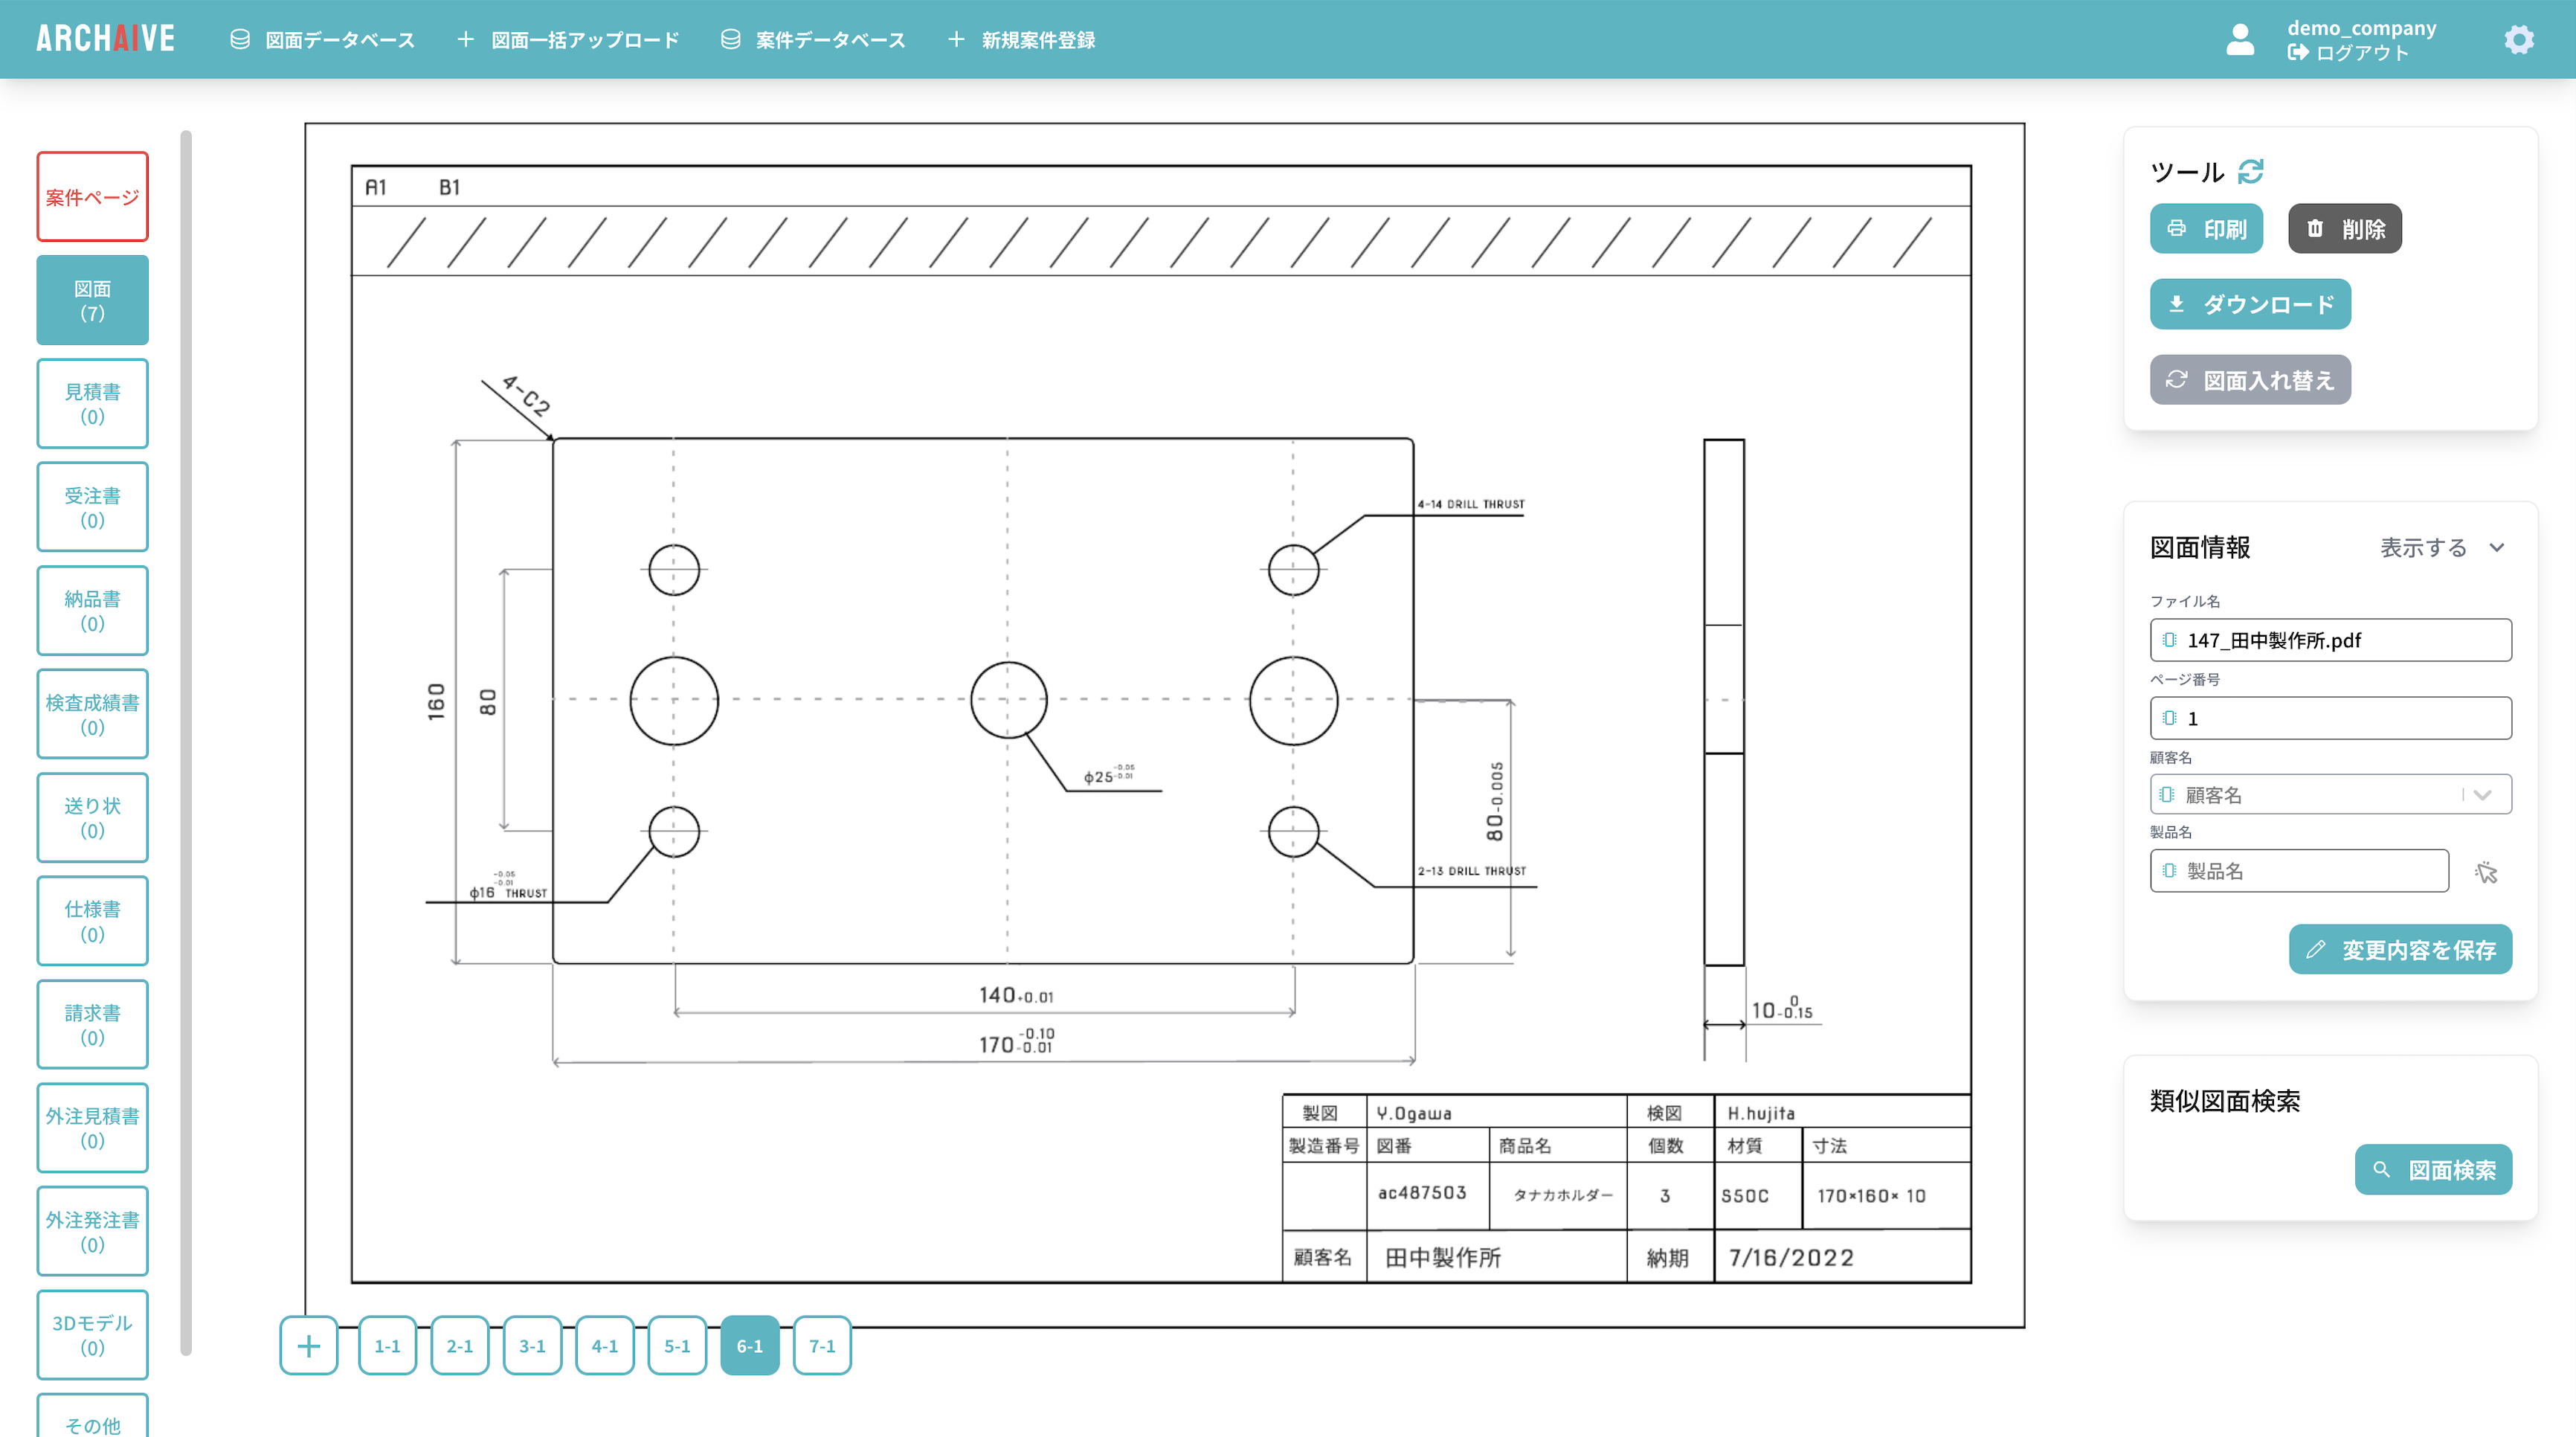 ARCHAIVE
図面データベース
図面一括アップロード
案件データベース
新規案件登録
demo_company
ログアウト
案件ページ
図面
(7)
見積書
(0)
受注書
(0)
納品書
(0)
検査成績書
(0)
送り状
(0)
仕様書
(0)
請求書
(0)
外注見積書
(0)
外注発注書
(0)
3Dモデル
(0)
その他
A1 B1
4-C2
4-14 DRILL THRUST
160
80
φ25 -0.05 -0.01
80-0.005
-0.05
-0.01
φ16 THRUST
2-13 DRILL THRUST
140+0.01
170 -0.10 -0.01
10 0 -0.15
製図 Y.Ogawa 検図 H.hujita
製造番号 図番 商品名 個数 材質 寸法
ac487503 タナカホルダー 3 S50C 170×160× 10
顧客名 田中製作所 納期 7/16/2022
1-1 2-1 3-1 4-1 5-1 6-1 7-1
ツール
印刷 削除
ダウンロード
図面入れ替え
図面情報 表示する
ファイル名
147_田中製作所.pdf
ページ番号
1
顧客名
顧客名
製品名
製品名
変更内容を保存
類似図面検索
図面検索